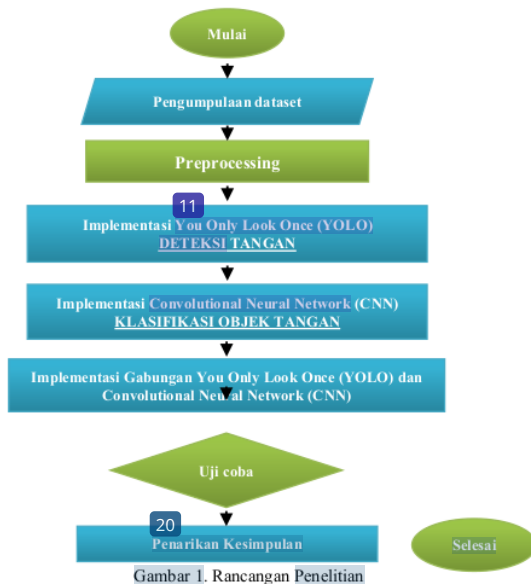 Mulai
Pengumpulaan dataset
Preprocessing
11
Implementasi You Only Look Once (YOLO)
DETEKSI TANGAN
Implementasi Convolutional Neural Network (CNN)
KLASIFIKASI OBJEK TANGAN
Implementasi Gabungan You Only Look Once (YOLO) dan
Convolutional Neural Network (CNN)
Uji coba
20
Penarikan Kesimpulan
Selesai
Gambar 1. Rancangan Penelitian